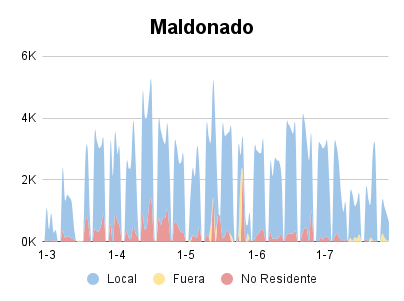 Maldonado
6K
4K
2K
0K
1-3 1-4 1-5 1-6 1-7
Local Fuera No Residente